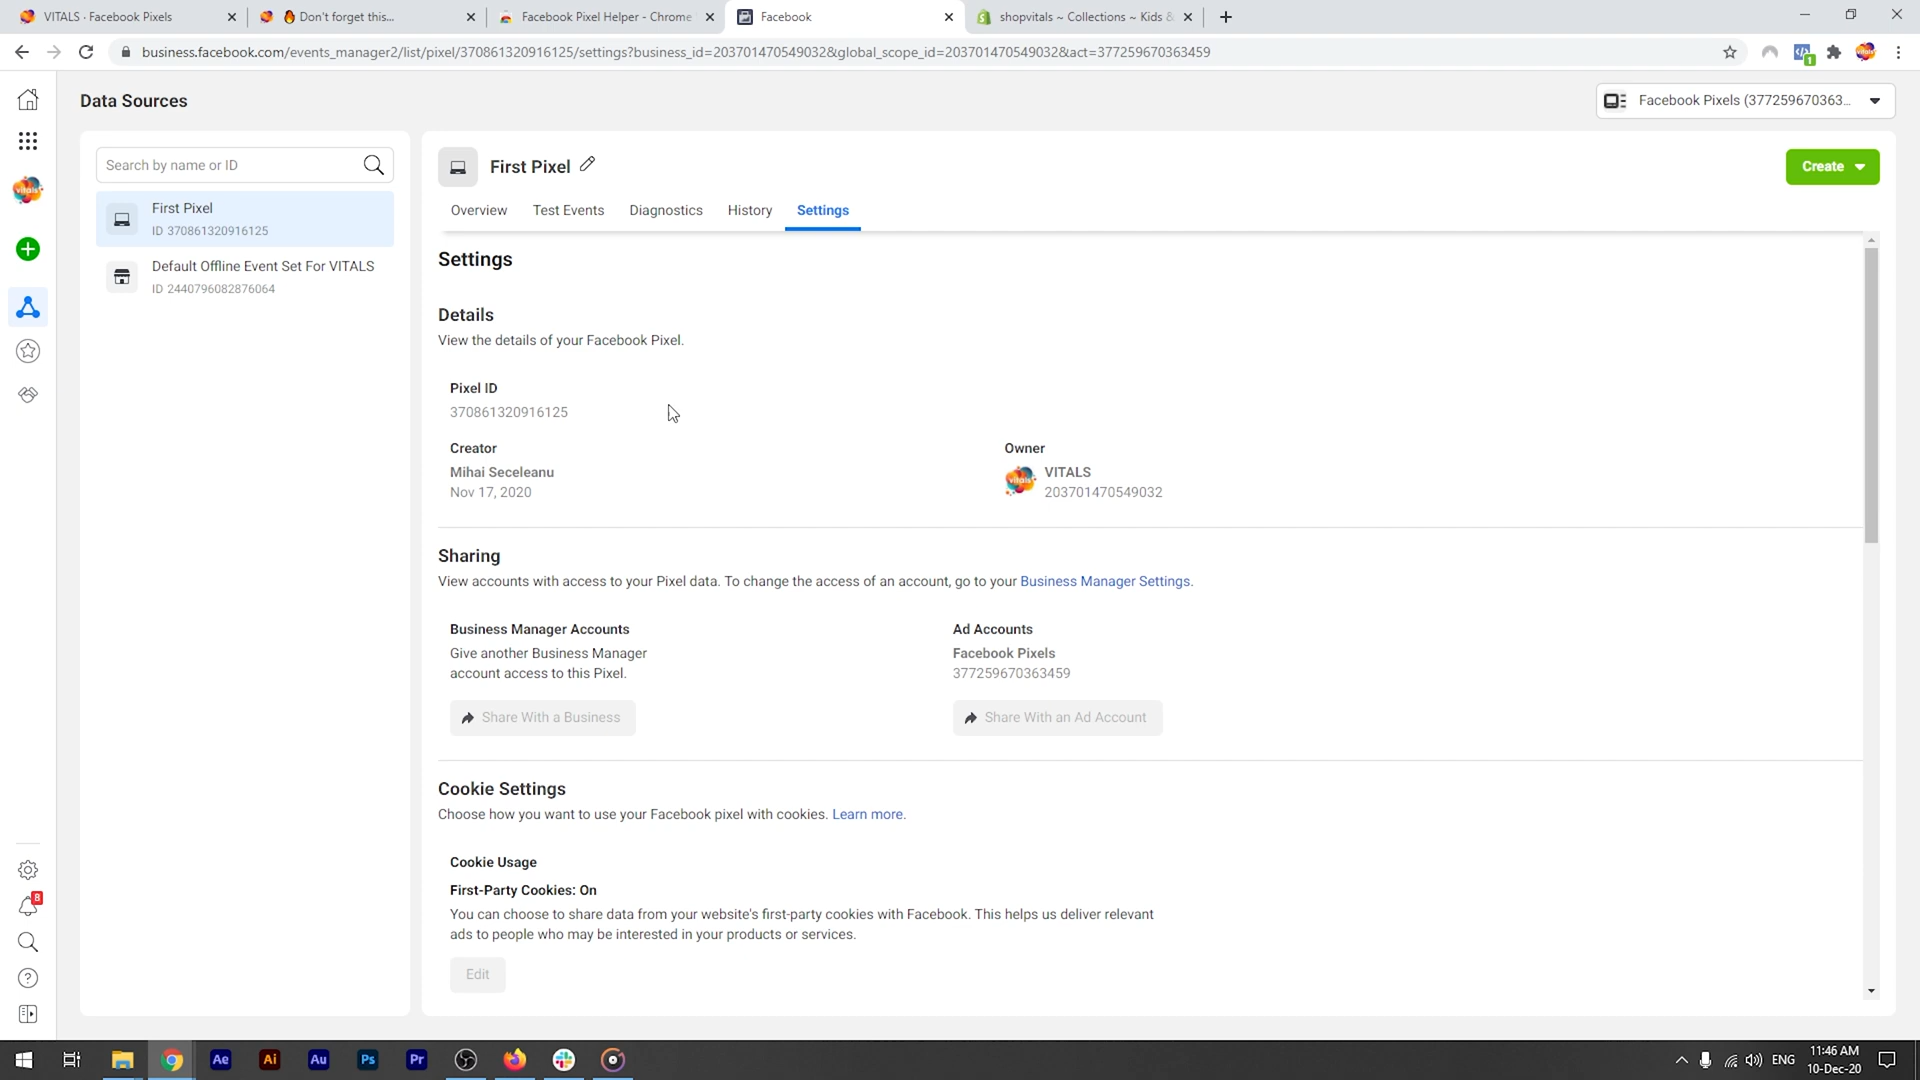 VITALS · Facebook Pixels
Don't forget this...
Facebook Pixel Helper - Chrome
Facebook
shopvitals ~ Collections ~ Kids &
business.facebook.com/events_manager2/list/pixel/370861320916125/settings?business_id=203701470549032&global_scope_id=203701470549032&act=377259670363459
1
Data Sources
Facebook Pixels (377259670363...
Search by name or ID
First Pixel
ID 370861320916125
Default Offline Event Set For VITALS
ID 2440796082876064
vitals
8
First Pixel
Create
Overview
Test Events
Diagnostics
History
Settings
Settings
Details
View the details of your Facebook Pixel.
Pixel ID
370861320916125
Creator
Mihai Seceleanu
Nov 17, 2020
Owner
vitals
VITALS
203701470549032
Sharing
View accounts with access to your Pixel data. To change the access of an account, go to your Business Manager Settings.
Business Manager Accounts
Give another Business Manager
account access to this Pixel.
Share With a Business
Ad Accounts
Facebook Pixels
377259670363459
Share With an Ad Account
Cookie Settings
Choose how you want to use your Facebook pixel with cookies. Learn more.
Cookie Usage
First-Party Cookies: On
You can choose to share data from your website's first-party cookies with Facebook. This helps us deliver relevant
ads to people who may be interested in your products or services.
Edit
Ae
Ai
Au
Ps
Pr
ENG
11:46 AM
10-Dec-20